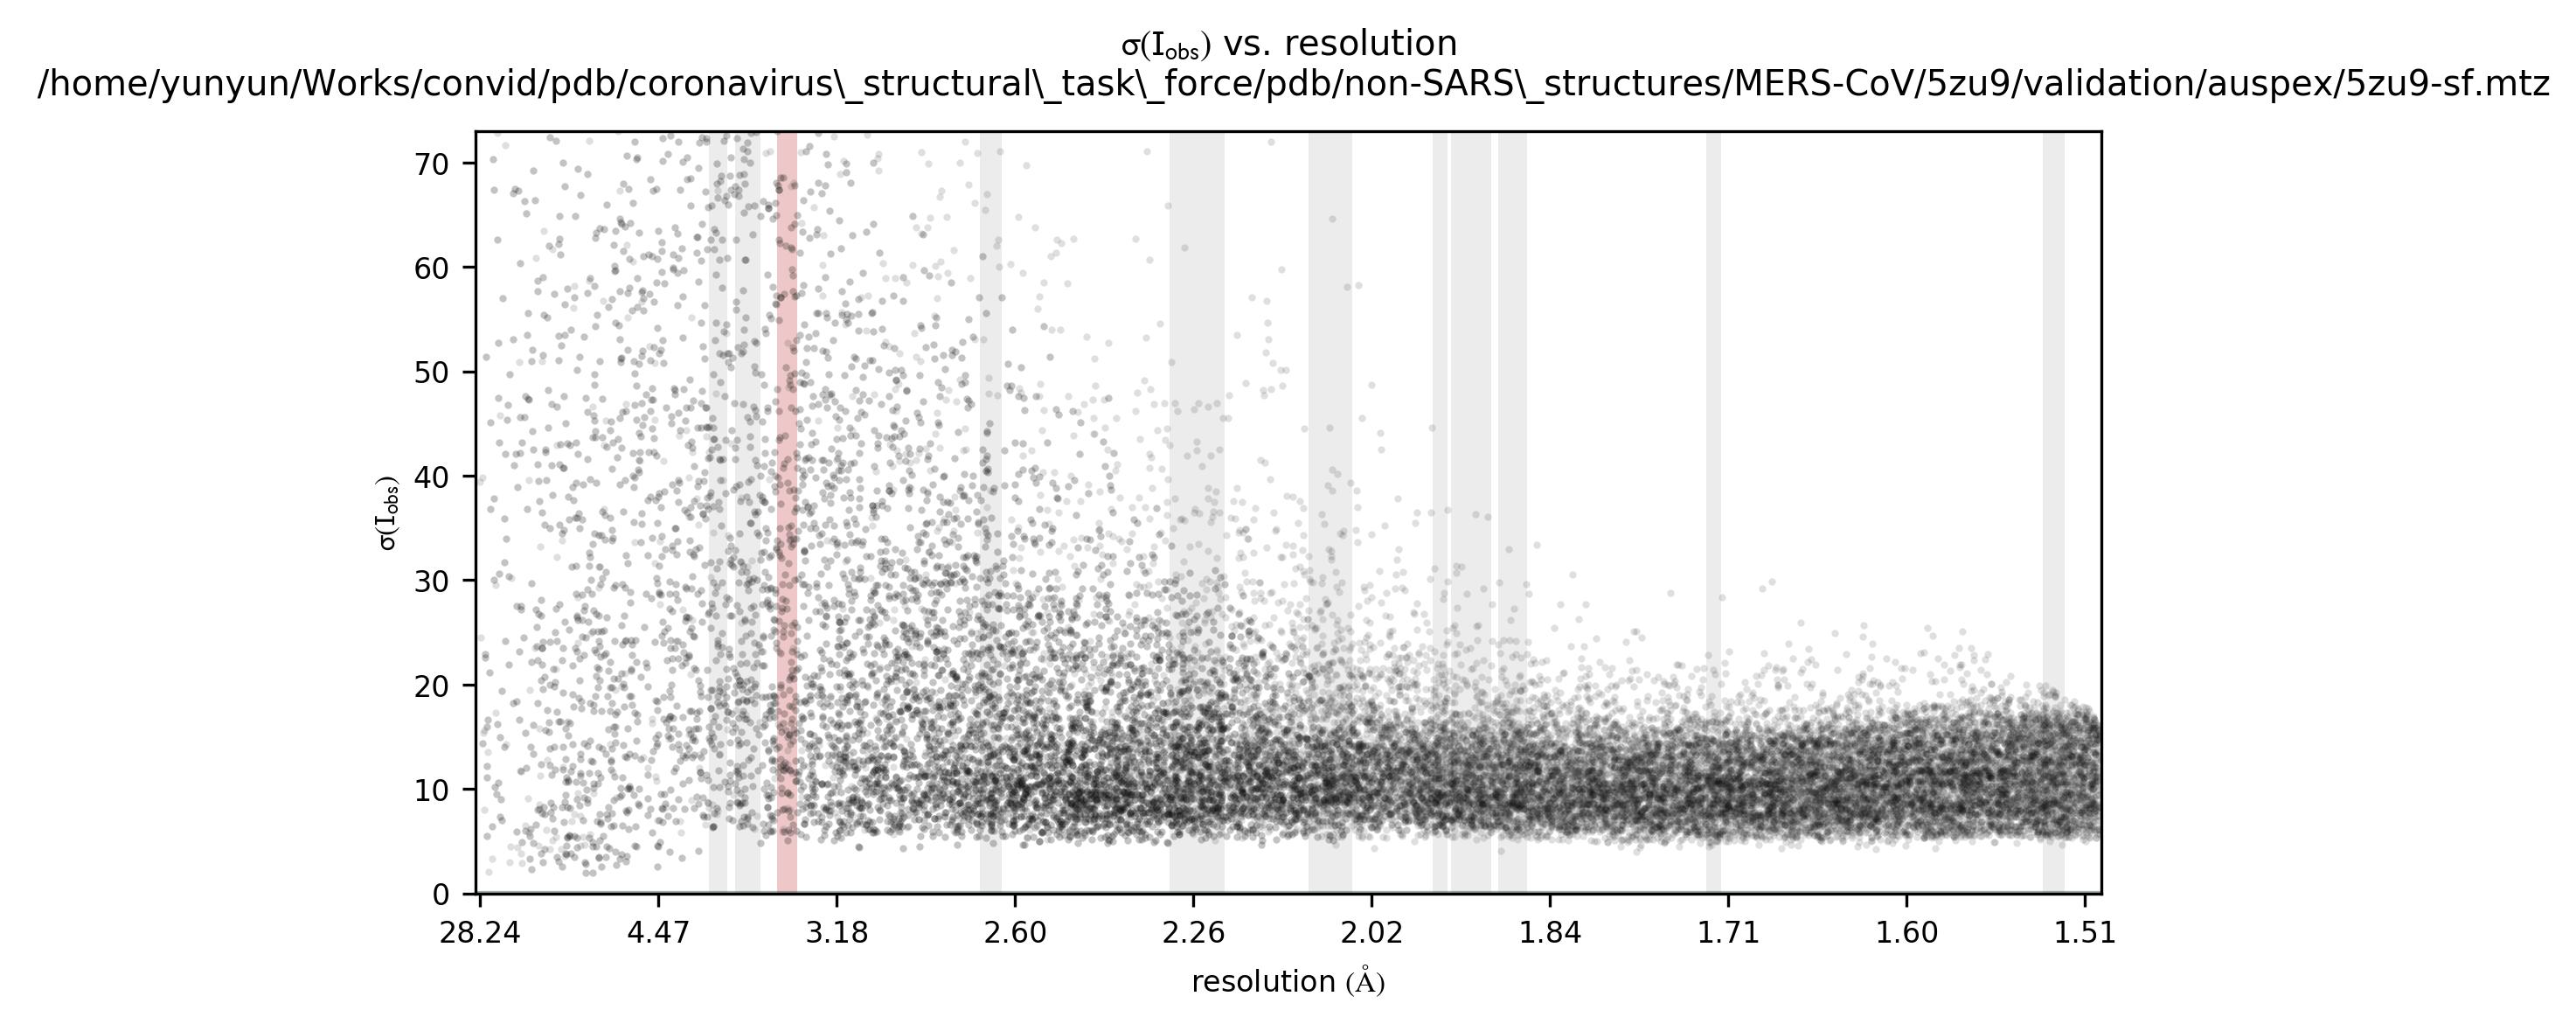 σ(Iobs) vs. resolution
/home/yunyun/Works/convid/pdb/coronavirus\_structural\_task\_force/pdb/non-SARS\_structures/MERS-CoV/5zu9/validation/auspex/5zu9-sf.mtz
70
60
50
40
30
20
10
0
σ(Iobs)
28.24 4.47 3.18 2.60 2.26 2.02 1.84 1.71 1.60 1.51
resolution (Å)